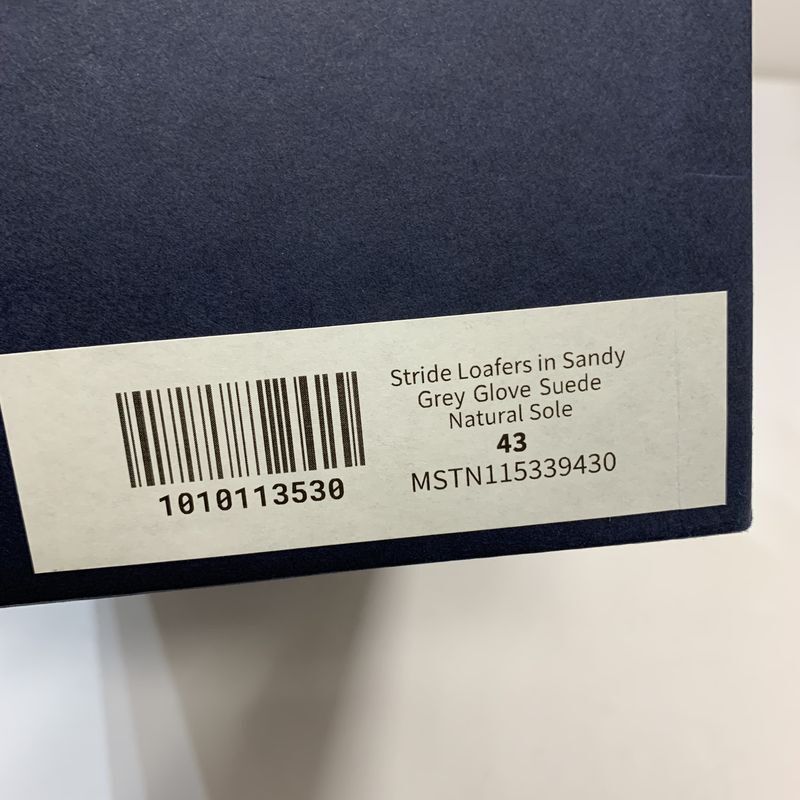 Stride Loafers in Sandy
Grey Glove Suede
Natural Sole
43
MSTN115339430
1010113530